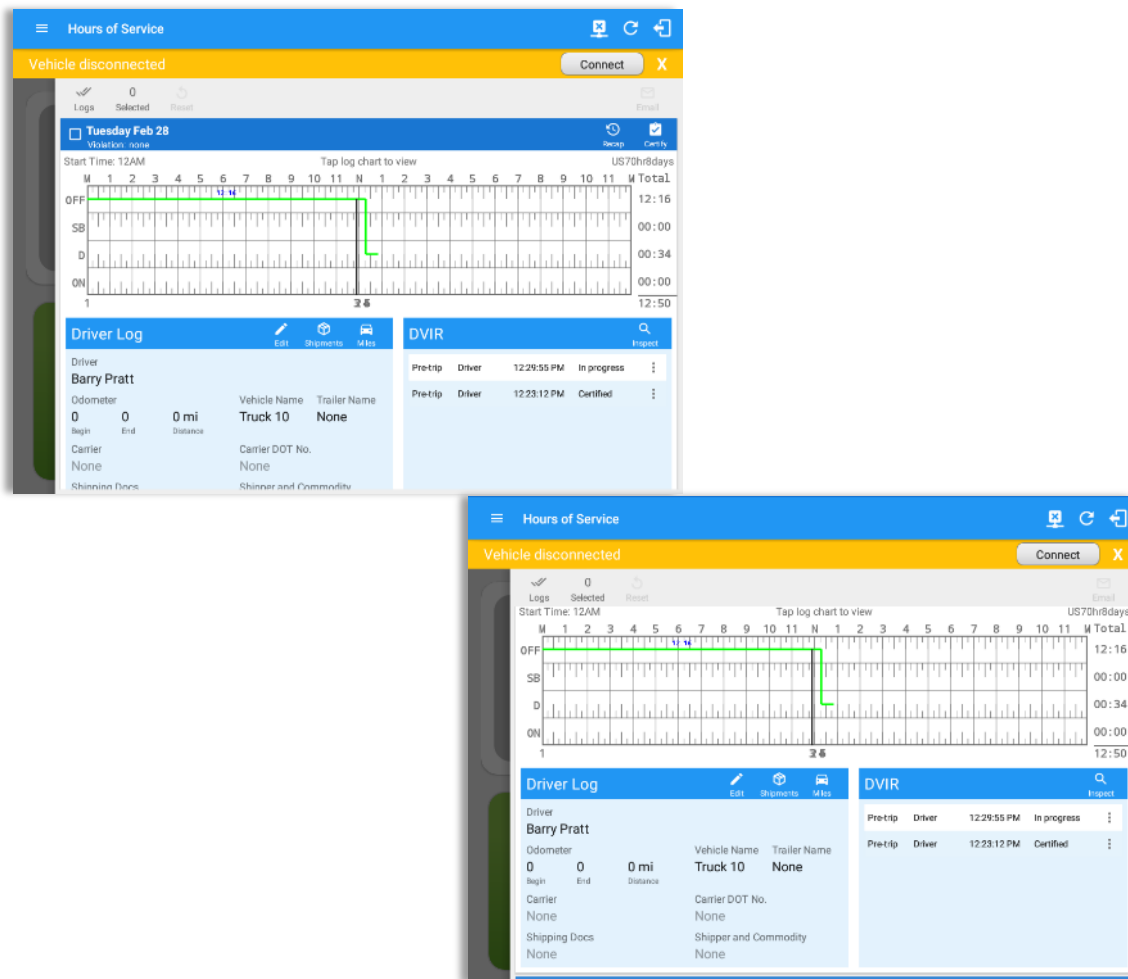 Hours of Service
Vehicle disconnected Connect X
0
Logs Selected Reset Email
Tuesday Feb 28
Violation: none Recap Certify
Start Time: 12AM Tap log chart to view US70hr8days
M 1 2 3 4 5 6 7 8 9 10 11 N 1 2 3 4 5 6 7 8 9 10 11 M Total
12:16
OFF 12:16
SB 00:00
D 00:34
ON 00:00
1 12:50
Driver Log Edit Shipments Miles DVIR Inspect
Driver
Barry Pratt
Pre-trip Driver 12:29:55 PM In progress
Pre-trip Driver 12:23:12 PM Certified
Odometer Vehicle Name Trailer Name
0 0 0 mi Truck 10 None
Begin End Distance
Carrier Carrier DOT No.
None None
Shipping Docs Shipper and Commodity
Hours of Service
Vehicle disconnected Connect X
0
Logs Selected Reset Email
Start Time: 12AM Tap log chart to view US70hr8days
M 1 2 3 4 5 6 7 8 9 10 11 N 1 2 3 4 5 6 7 8 9 10 11 M Total
12:16
OFF 12:16
SB 00:00
D 00:34
ON 00:00
1 12:50
Driver Log Edit Shipments Miles DVIR Inspect
Driver
Barry Pratt
Pre-trip Driver 12:29:55 PM In progress
Pre-trip Driver 12:23:12 PM Certified
Odometer Vehicle Name Trailer Name
0 0 0 mi Truck 10 None
Begin End Distance
Carrier Carrier DOT No.
None None
Shipping Docs Shipper and Commodity
None None